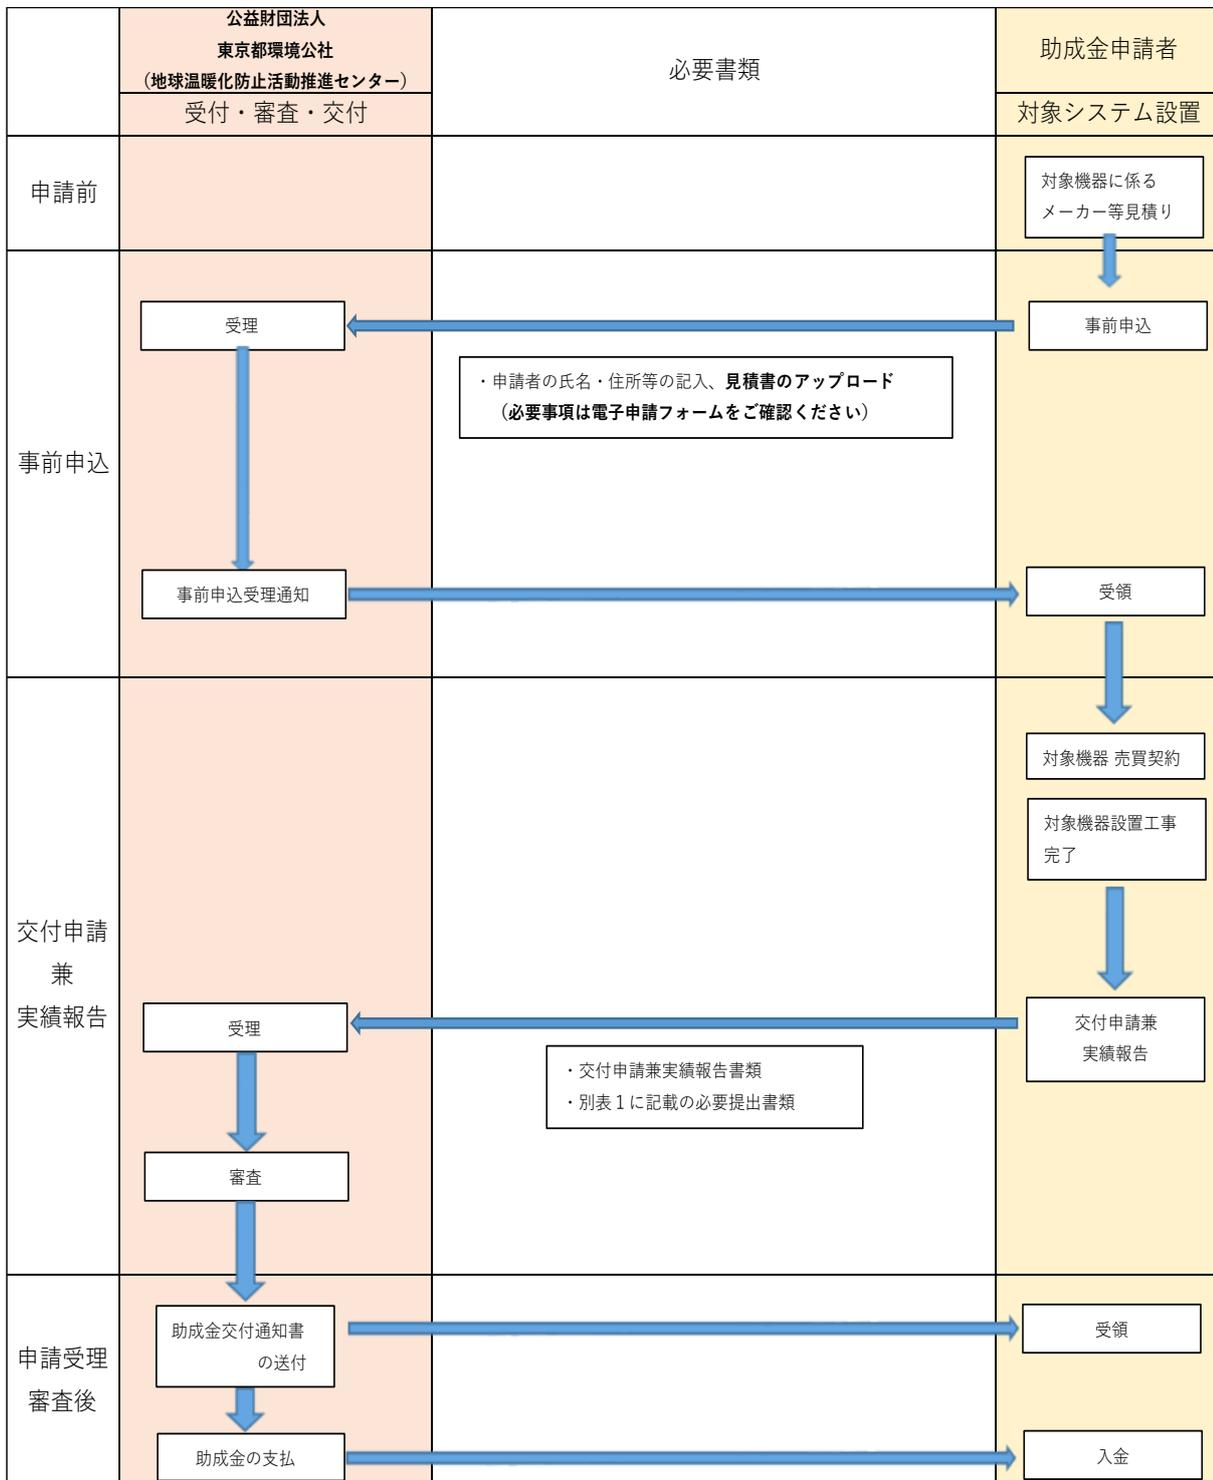 公益財団法人
東京都環境公社
（地球温暖化防止活動推進センター）
必要書類
助成金申請者
受付・審査・交付
対象システム設置
申請前
対象機器に係る
メーカー等見積り
事前申込
受理
事前申込
・申請者の氏名・住所等の記入、見積書のアップロード
（必要事項は電子申請フォームをご確認ください）
事前申込受理通知
受領
交付申請
兼
実績報告
対象機器 売買契約
対象機器設置工事
完了
受理
交付申請兼
実績報告
・交付申請兼実績報告書類
・別表１に記載の必要提出書類
審査
申請受理
審査後
助成金交付通知書
の送付
受領
助成金の支払
入金